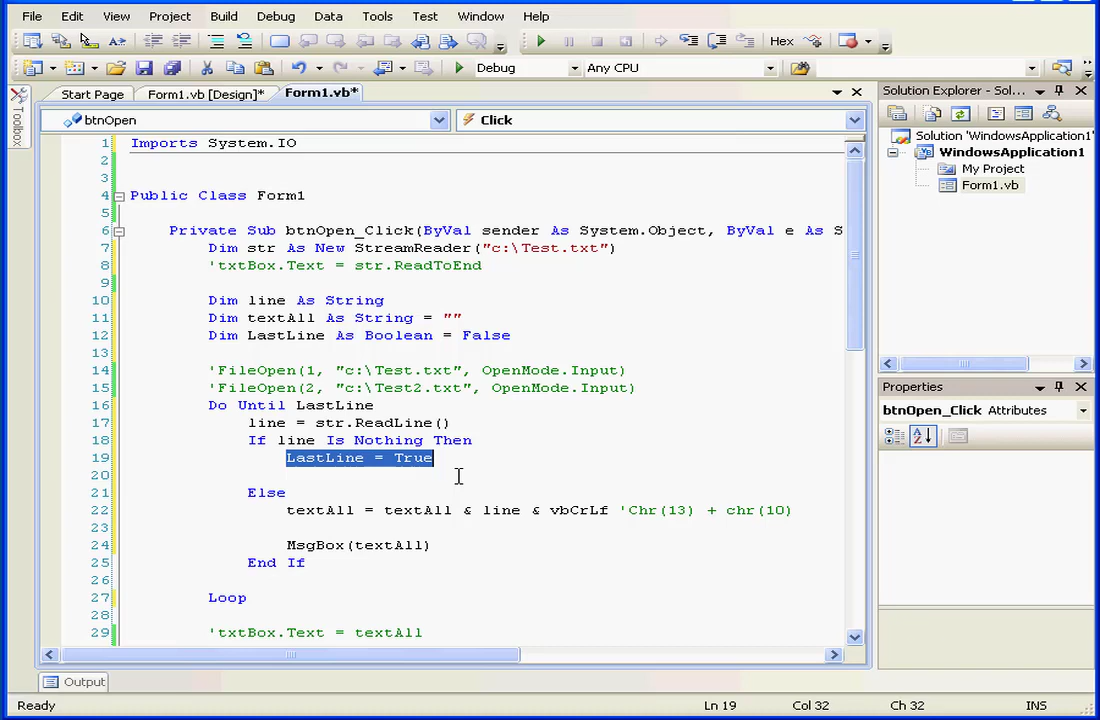 File Edit View Project Build Debug Data Tools Test Window Help
Hex
Debug Any CPU
Start Page Form1.vb [Design]* Form1.vb*
btnOpen Click
Toolbox
1 Imports System.IO
2
3
4 Public Class Form1
5
6 Private Sub btnOpen_Click(ByVal sender As System.Object, ByVal e As S
7 Dim str As New StreamReader("c:\Test.txt")
8 'txtBox.Text = str.ReadToEnd
9
10 Dim line As String
11 Dim textAll As String = ""
12 Dim LastLine As Boolean = False
13
14 'FileOpen(1, "c:\Test.txt", OpenMode.Input)
15 'FileOpen(2, "c:\Test2.txt", OpenMode.Input)
16 Do Until LastLine
17 line = str.ReadLine()
18 If line Is Nothing Then
19 LastLine = True
20
21 Else
22 textAll = textAll & line & vbCrLf 'Chr(13) + chr(10)
23
24 MsgBox(textAll)
25 End If
26
27 Loop
28
29 'txtBox.Text = textAll
Solution Explorer - Sol...
Solution 'WindowsApplication1'
WindowsApplication1
My Project
Form1.vb
Properties
btnOpen_Click Attributes
Output
Ready Ln 19 Col 32 Ch 32 INS